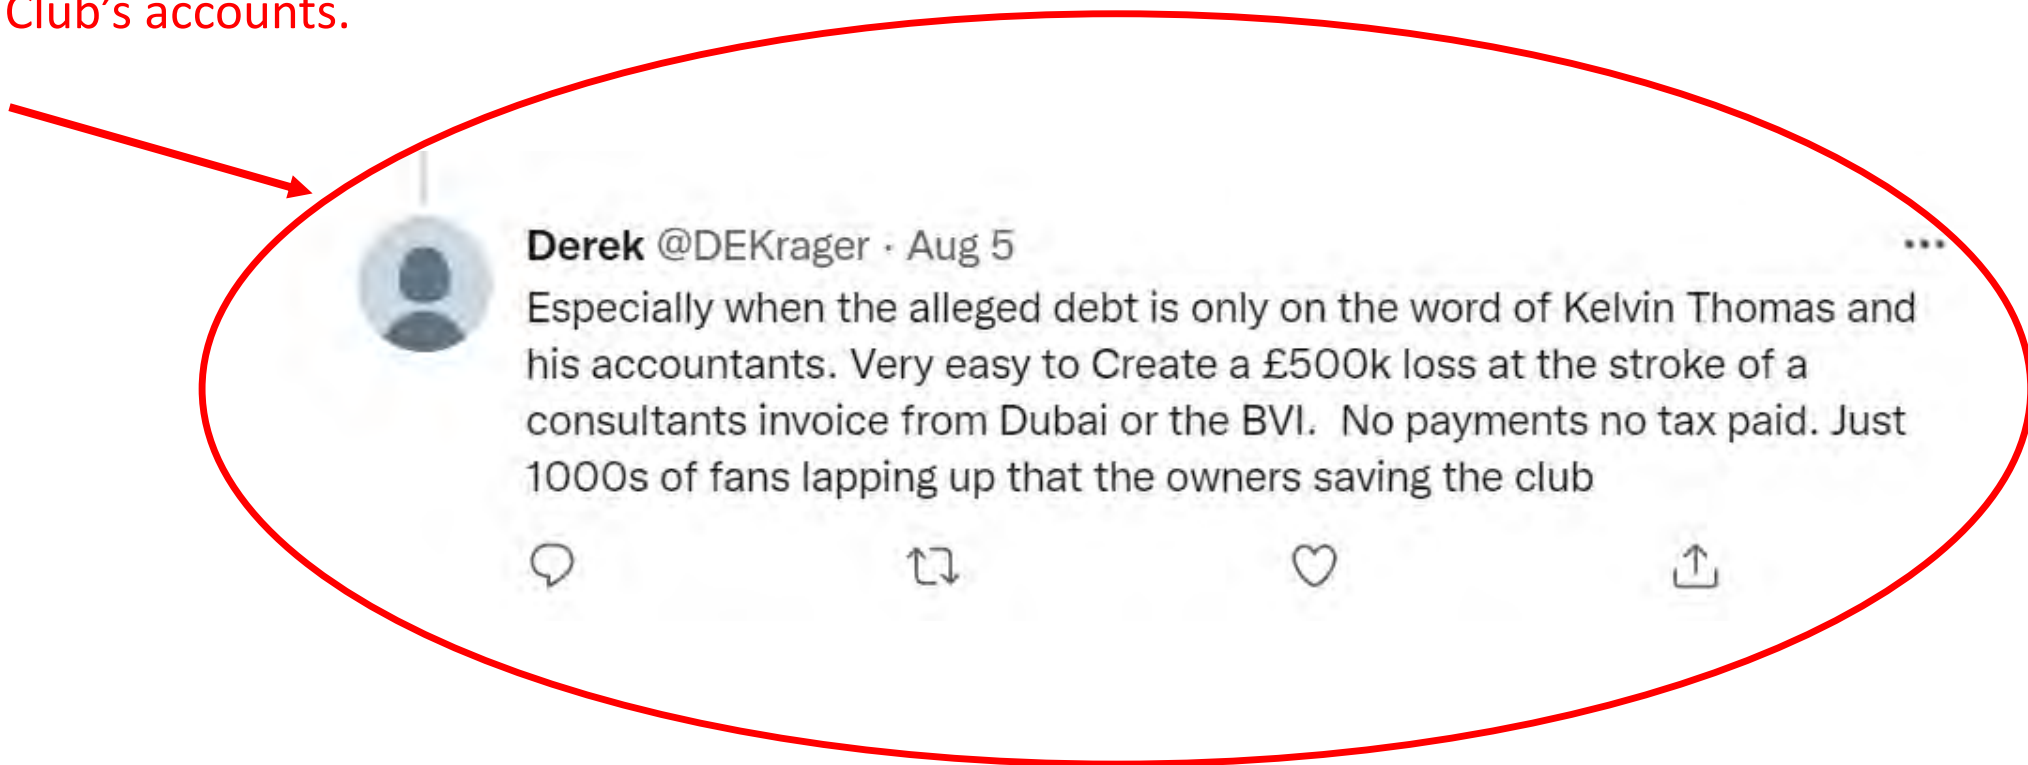 Club's accounts.
Derek @DEKrager · Aug 5
Especially when the alleged debt is only on the word of Kelvin Thomas and
his accountants. Very easy to Create a £500k loss at the stroke of a
consultants invoice from Dubai or the BVI.  No payments no tax paid. Just
1000s of fans lapping up that the owners saving the club